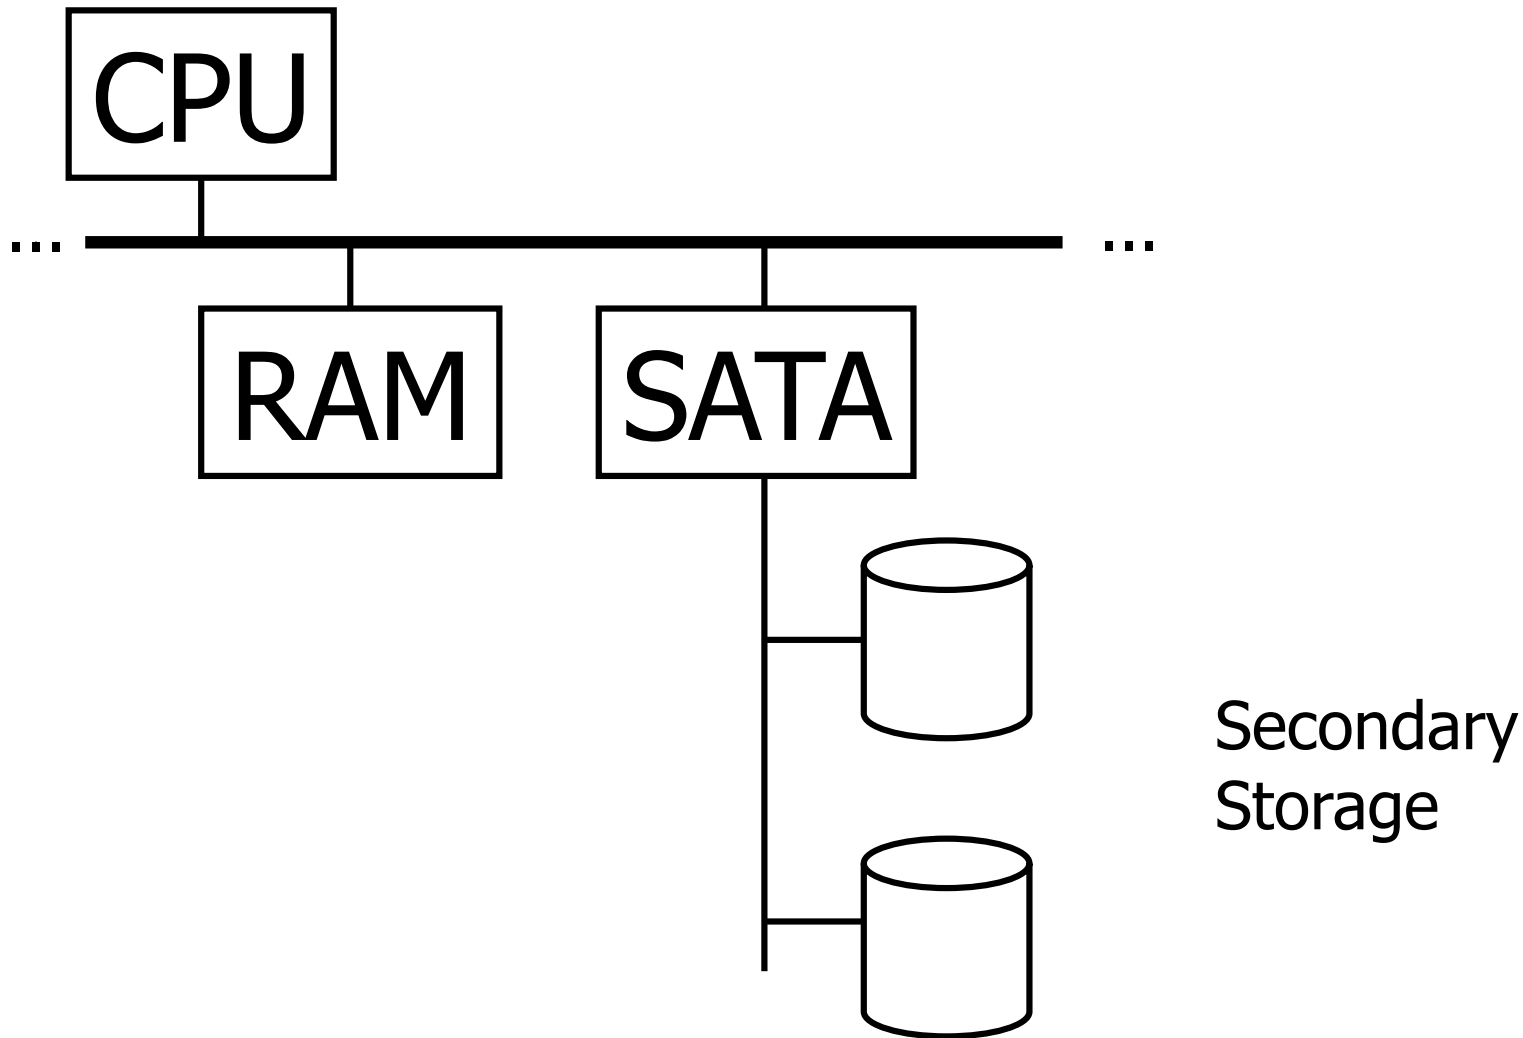 CPU
... ...
RAM SATA
Secondary
Storage